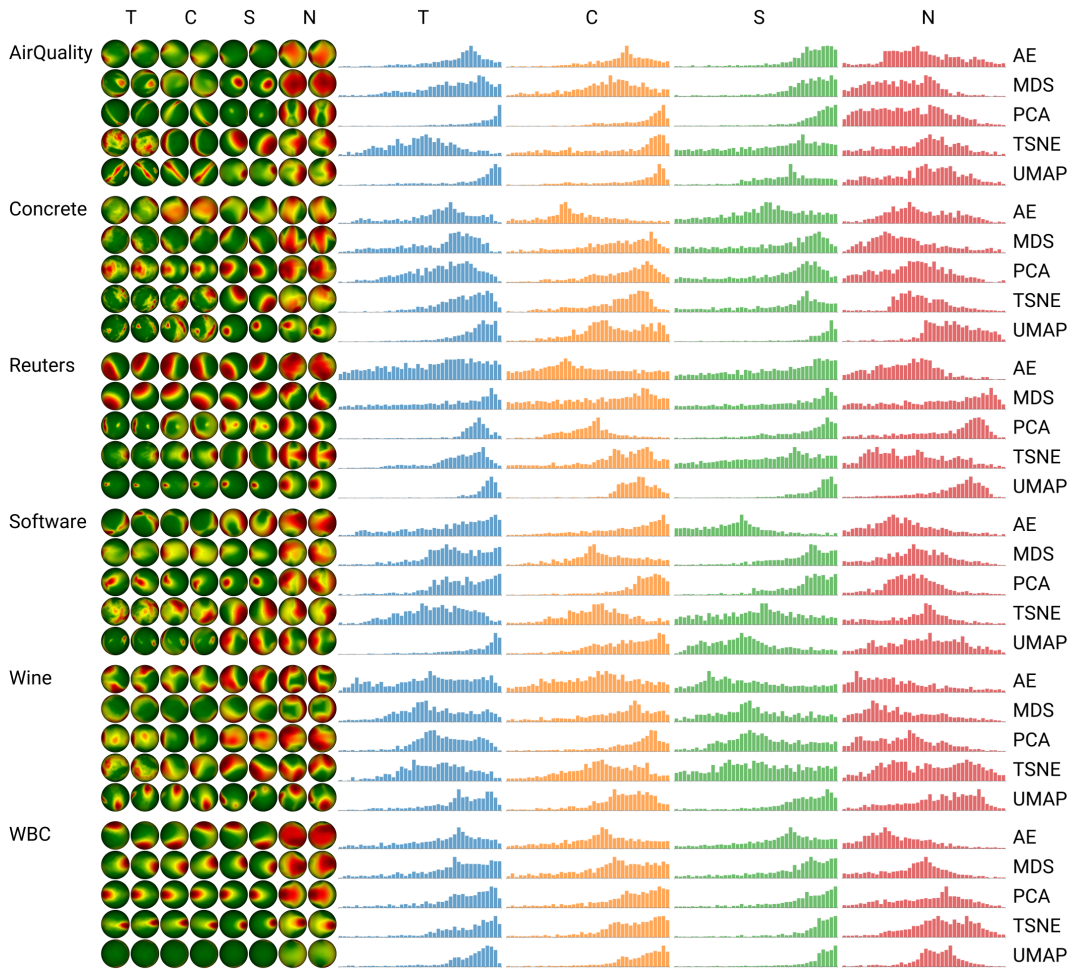 T C S N T C S N
AirQuality AE
MDS
PCA
TSNE
UMAP
Concrete AE
MDS
PCA
TSNE
UMAP
Reuters AE
MDS
PCA
TSNE
UMAP
Software AE
MDS
PCA
TSNE
UMAP
Wine AE
MDS
PCA
TSNE
UMAP
WBC AE
MDS
PCA
TSNE
UMAP